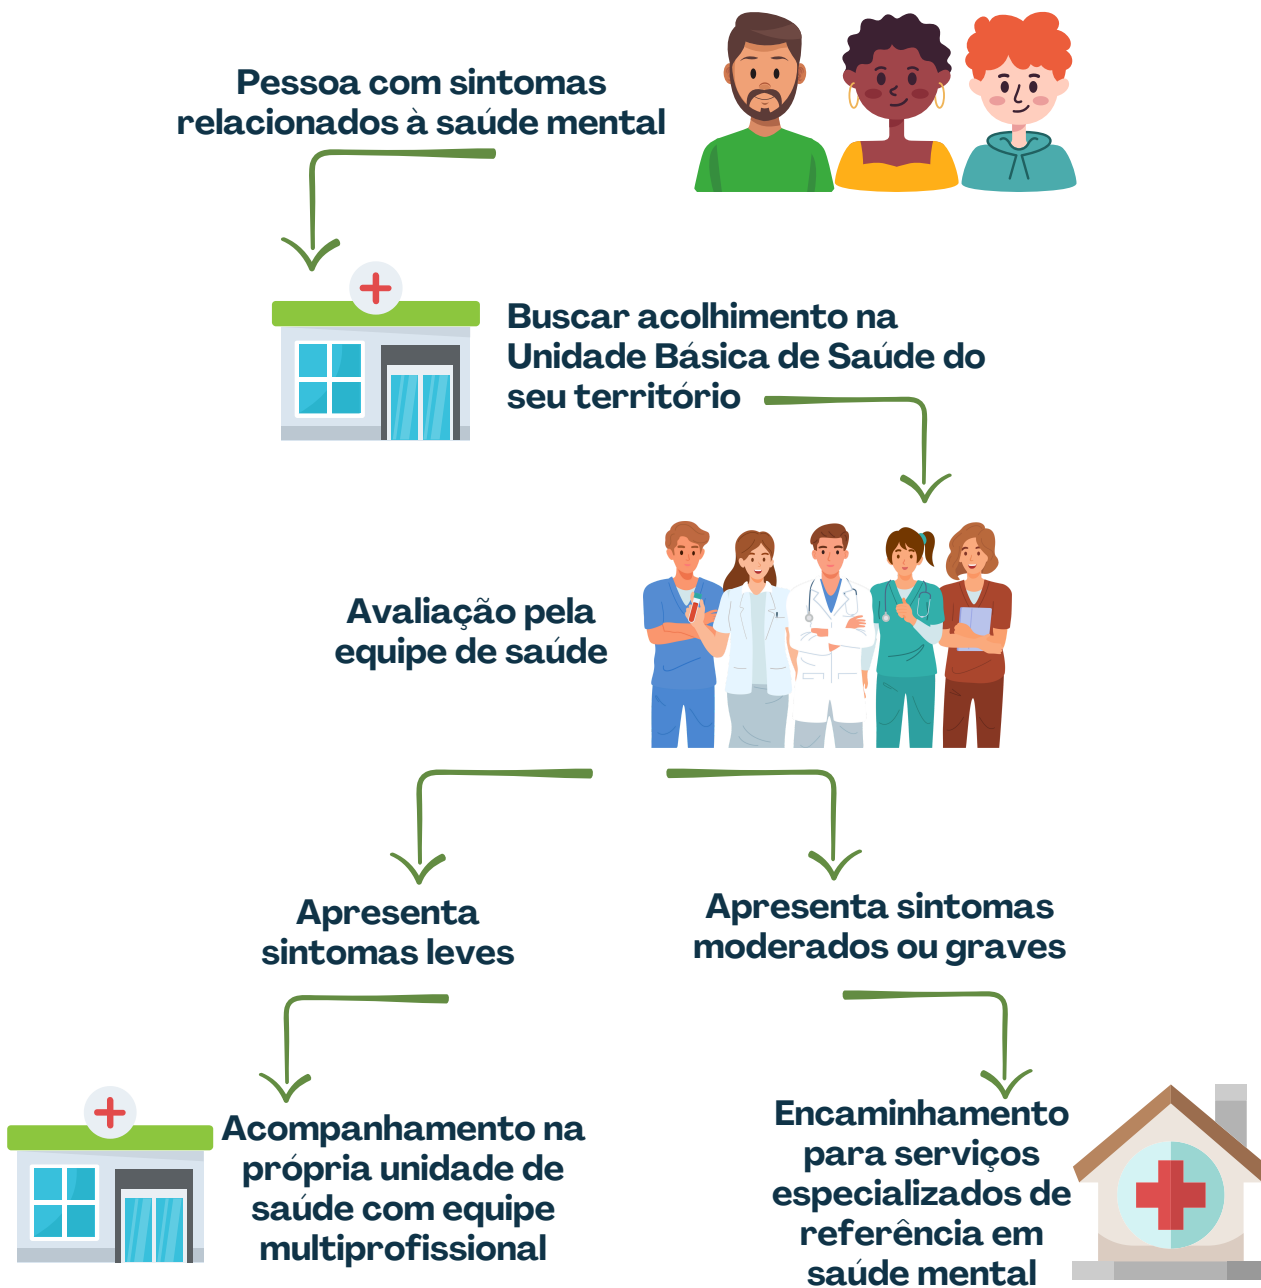 Pessoa com sintomas
relacionados à saúde mental
Buscar acolhimento na
Unidade Básica de Saúde do
seu território
Avaliação pela
equipe de saúde
Apresenta
sintomas leves
Apresenta sintomas
moderados ou graves
Acompanhamento na
própria unidade de
saúde com equipe
multiprofissional
Encaminhamento
para serviços
especializados de
referência em
saúde mental